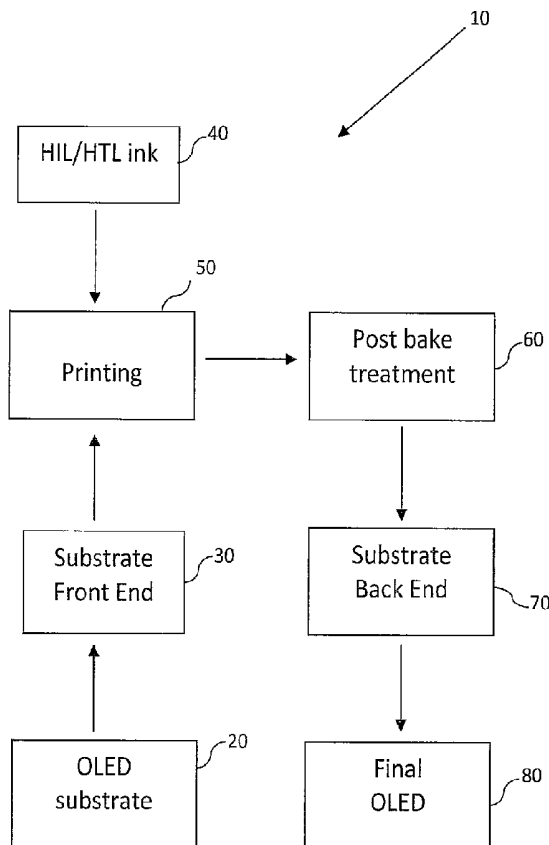 10
40
HIL/HTL ink
50
Printing
Post bake
treatment
60
Substrate
Front End
30
Substrate
Back End
70
20
OLED
substrate
Final
OLED
80